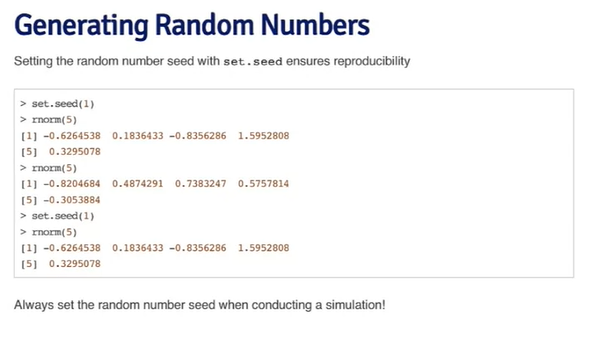 Generating Random Numbers
Setting the random number seed with set.seed ensures reproducibility
> set.seed(1)
> rnorm(5)
[1] -0.6264538  0.1836433 -0.8356286  1.5952808
[5]  0.3295078
> rnorm(5)
[1] -0.8204684  0.4874291  0.7383247  0.5757814
[5] -0.3053884
> set.seed(1)
> rnorm(5)
[1] -0.6264538  0.1836433 -0.8356286  1.5952808
[5]  0.3295078
Always set the random number seed when conducting a simulation!